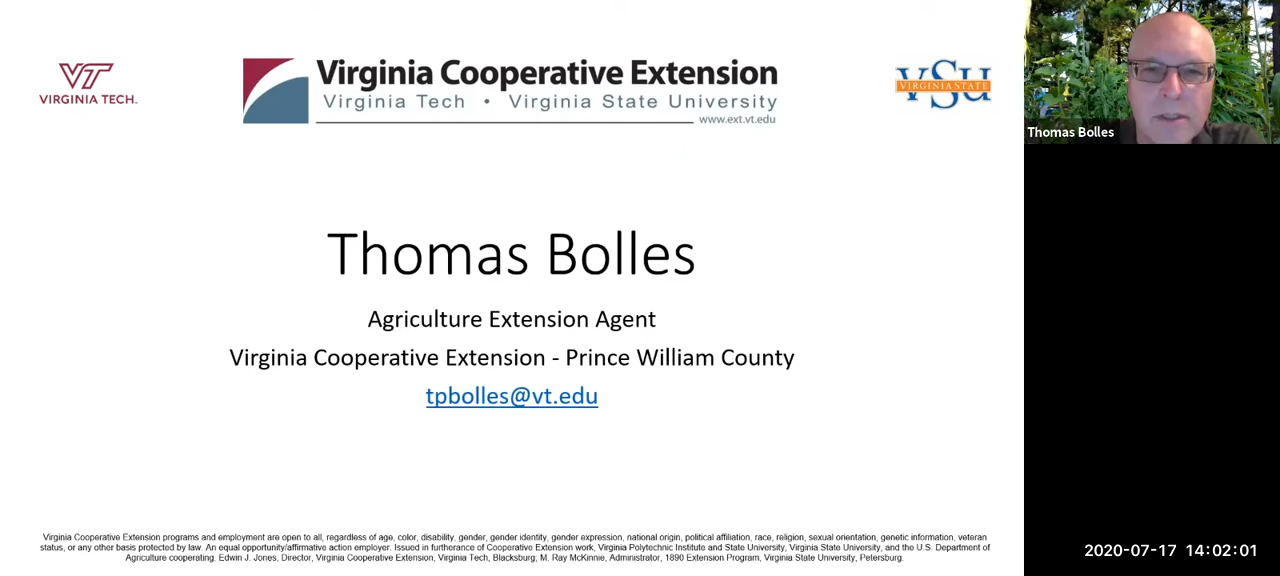 VT
VIRGINIA TECH.
Virginia Cooperative Extension
Virginia Tech • Virginia State University
www.ext.vt.edu
VSU
VIRGINIA STATE
Thomas Bolles
Thomas Bolles
Agriculture Extension Agent
Virginia Cooperative Extension - Prince William County
tpbolles@vt.edu
Virginia Cooperative Extension programs and employment are open to all, regardless of age, color, disability, gender, gender identity, gender expression, national origin, political affiliation, race, religion, sexual orientation, genetic information, veteran
status, or any other basis protected by law. An equal opportunity/affirmative action employer. Issued in furtherance of Cooperative Extension work, Virginia Polytechnic Institute and State University, Virginia State University, and the U.S. Department of
Agriculture cooperating. Edwin J. Jones, Director, Virginia Cooperative Extension, Virginia Tech, Blacksburg; M. Ray McKinnie, Administrator, 1890 Extension Program, Virginia State University, Petersburg.
2020-07-17 14:02:01